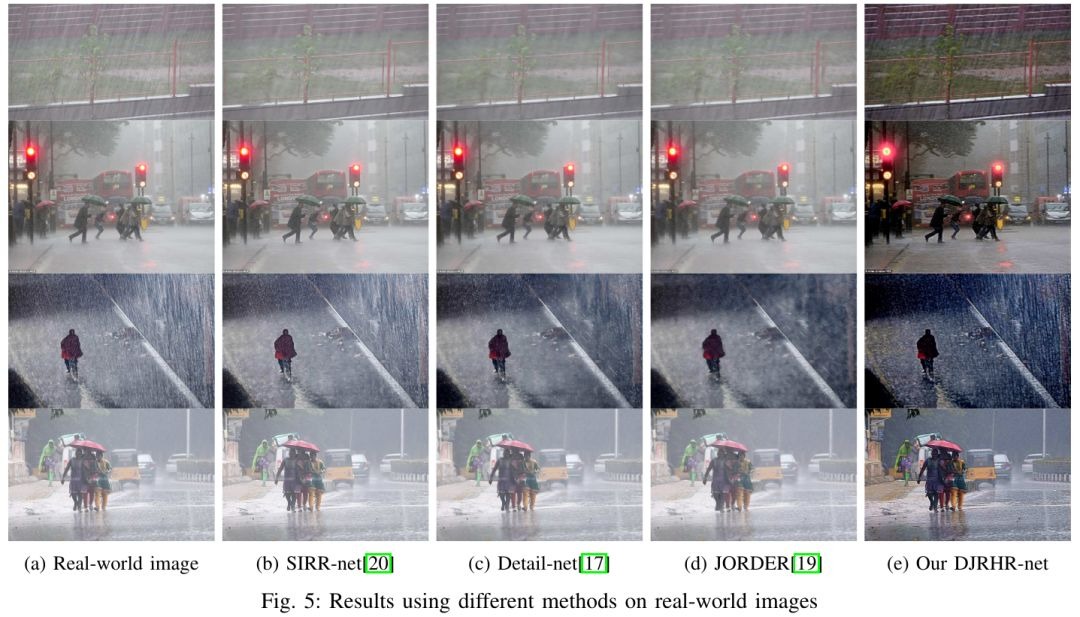 (a) Real-world image
(b) SIRR-net[20]
(c) Detail-net[17]
(d) JORDER[19]
(e) Our DJRHR-net
Fig. 5: Results using different methods on real-world images